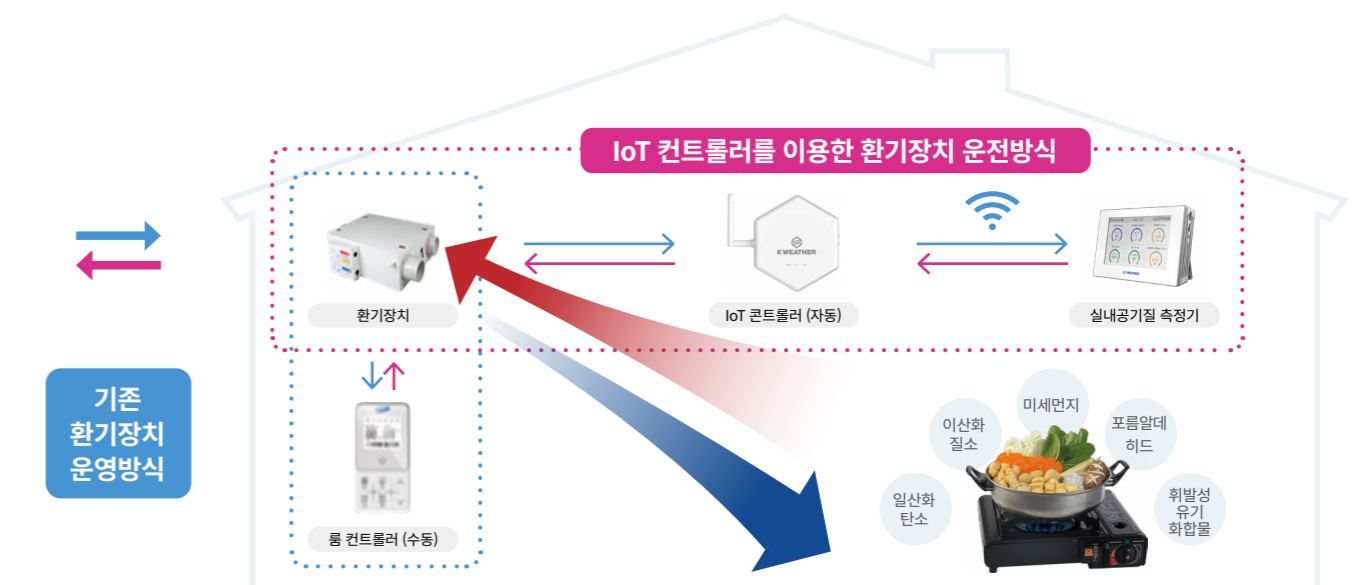 IoT 컨트롤러를 이용한 환기장치 운전방식
KWEATHER
환기장치
IoT 콘트롤러 (자동)
실내공기질 측정기
기존
환기장치
운영방식
룸 컨트롤러 (수동)
미세먼지
이산화
질소
포름알데
히드
일산화
탄소
휘발성
유기
화합물